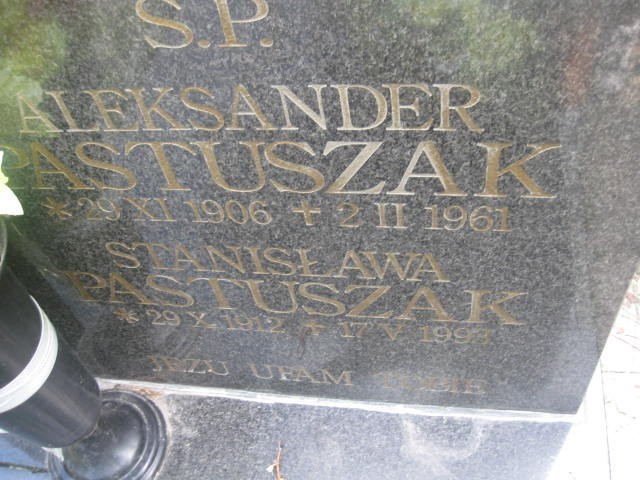 S.P.
ALEKSANDER
PASTUSZAK
* 29 XI 1906 + 2 II 1961
STANISŁAWA
PASTUSZAK
* 29 X 1912 + 17 V 1993
JEZU UFAM TOBIE